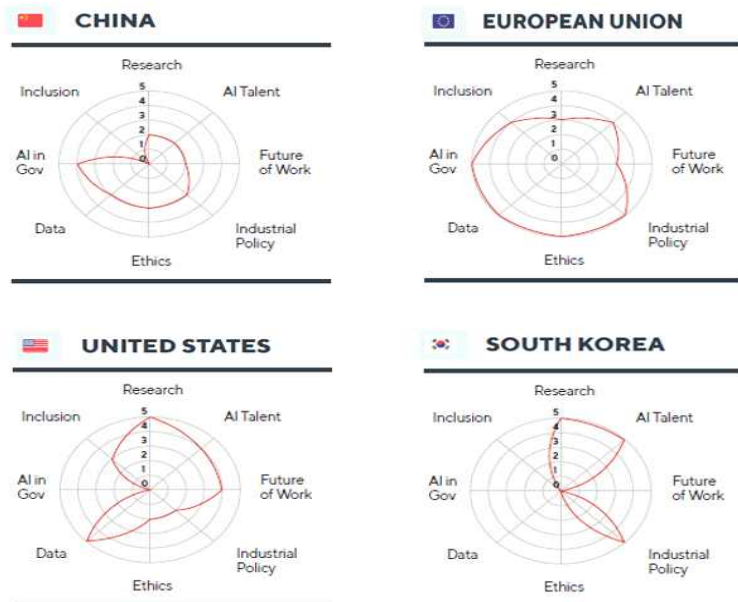 CHINA
Research
Inclusion
AI Talent
5
4
3
2
1
0
AI in
Gov
Future
of Work
Data
Industrial
Policy
Ethics
EUROPEAN UNION
Research
Inclusion
AI Talent
5
4
3
2
1
0
AI in
Gov
Future
of Work
Data
Industrial
Policy
Ethics
UNITED STATES
Research
Inclusion
AI Talent
5
4
3
2
1
0
AI in
Gov
Future
of Work
Data
Industrial
Policy
Ethics
SOUTH KOREA
Research
Inclusion
AI Talent
5
4
3
2
1
0
AI in
Gov
Future
of Work
Data
Industrial
Policy
Ethics